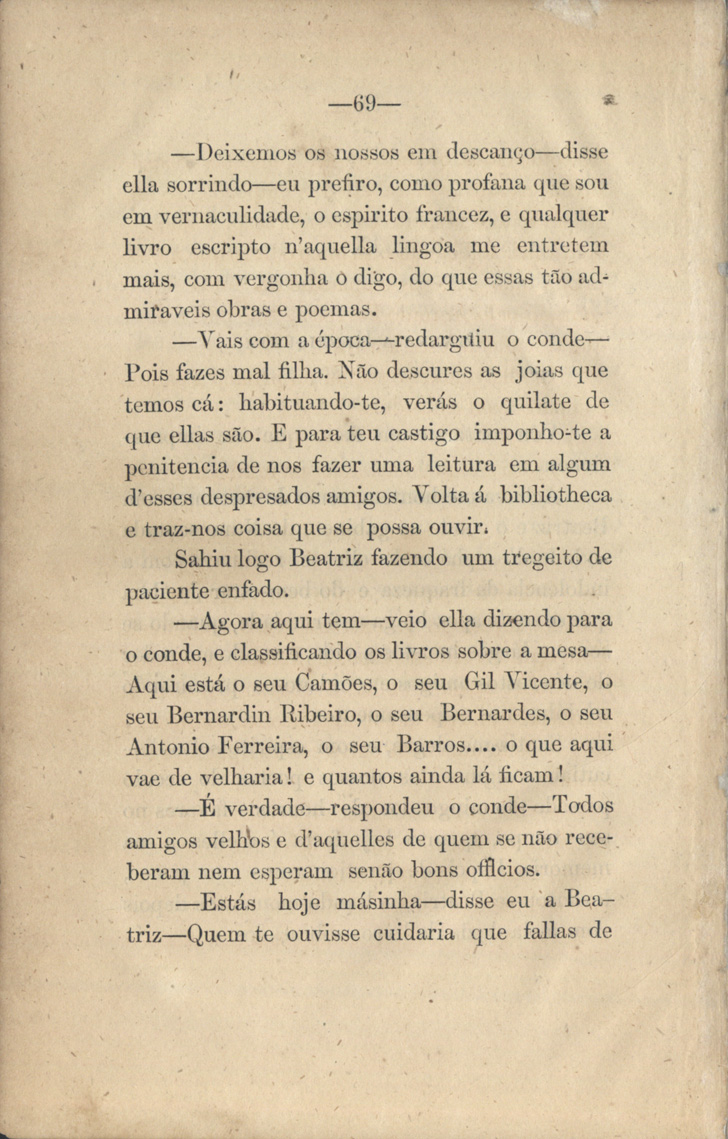 —69—
—Deixemos os nossos em descanço—disse
ella sorrindo—eu prefiro, como profana que sou
em vernaculidade, o espirito francez, e qualquer
livro escripto n'aquella lingoa me entretem
mais, com vergonha o digo, do que essas tão ad-
miraveis obras e poemas.
—Vais com a época—redarguiu o conde—
Pois fazes mal filha. Não descures as joias que
temos cá: habituando-te, verás o quilate de
que ellas são. E para teu castigo imponho-te a
penitencia de nos fazer uma leitura em algum
d'esses despresados amigos. Volta á bibliotheca
e traz-nos coisa que se possa ouvir.
Sahiu logo Beatriz fazendo um tregeito de
paciente enfado.
—Agora aqui tem—veio ella dizendo para
o conde, e classificando os livros sobre a mesa—
Aqui está o seu Camões, o seu Gil Vicente, o
seu Bernardin Ribeiro, o seu Bernardes, o seu
Antonio Ferreira, o seu Barros.... o que aqui
vae de velharia! e quantos ainda lá ficam!
—É verdade—respondeu o conde—Todos
amigos velhos e d'aquelles de quem se não rece-
beram nem esperam senão bons officios.
—Estás hoje másinha—disse eu a Bea-
triz—Quem te ouvisse cuidaria que fallas de